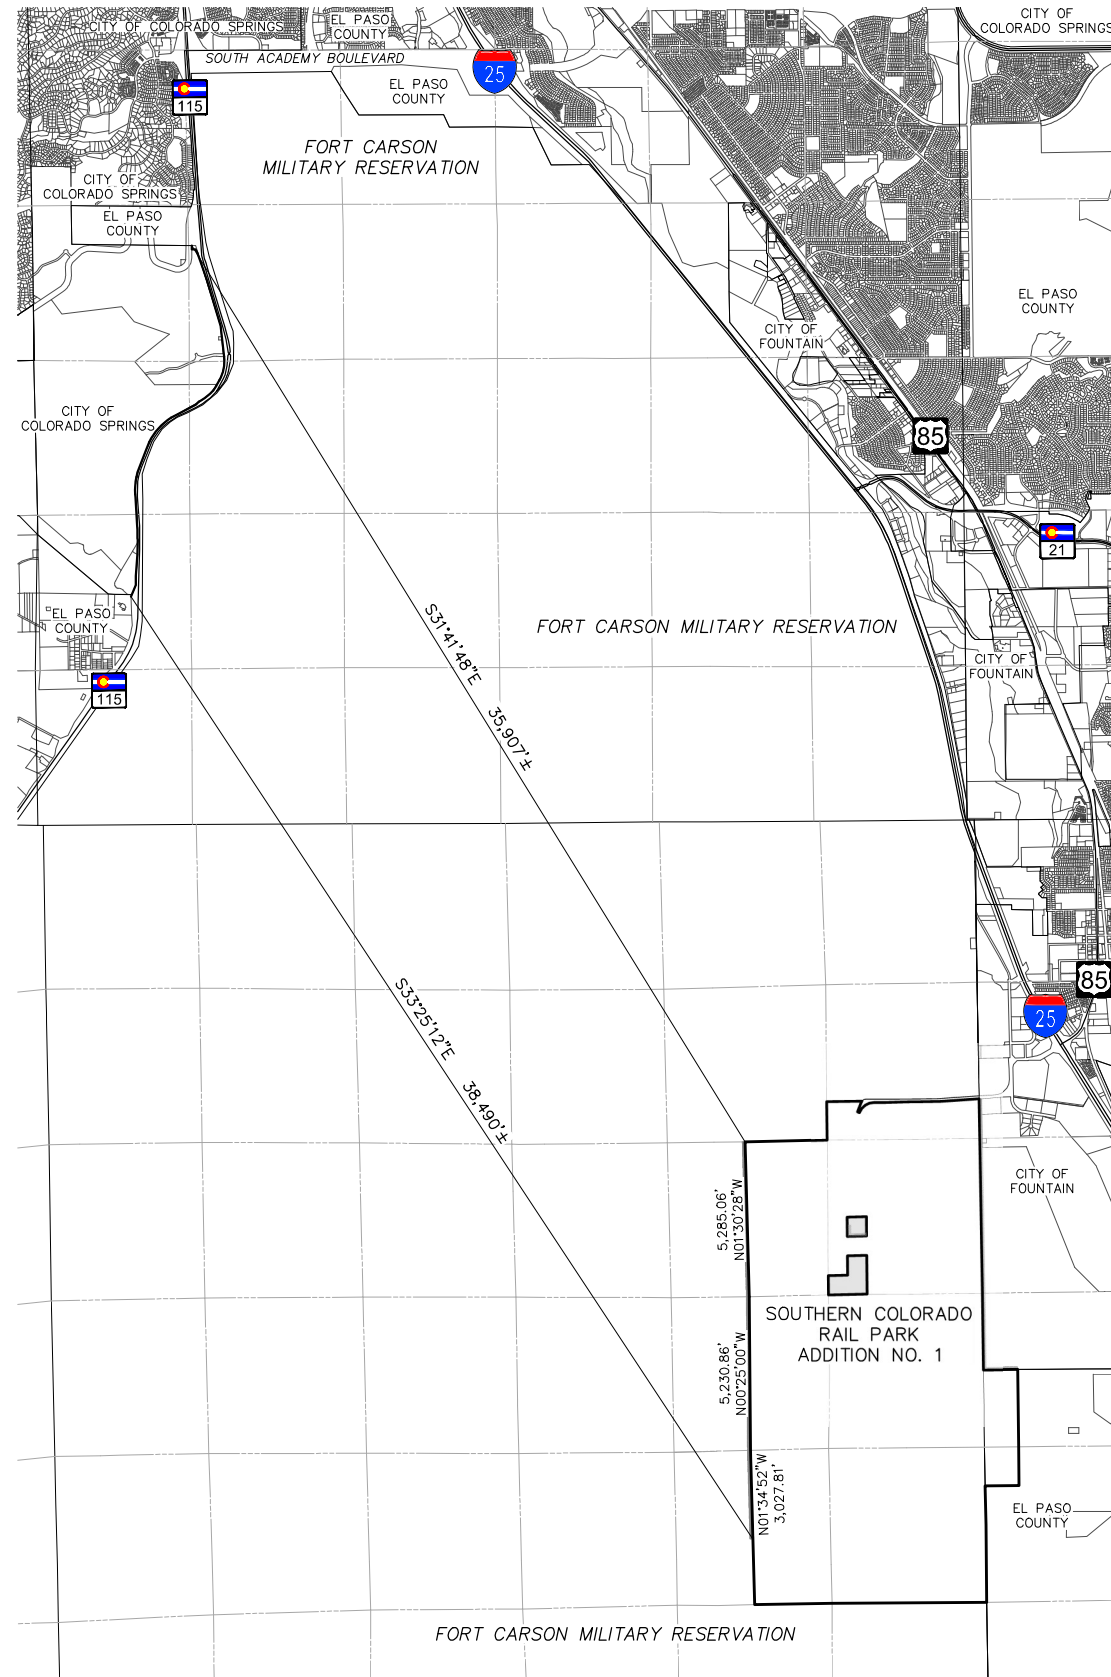 CITY OF COLORADO SPRINGS
EL PASO
COUNTY
CITY OF
COLORADO SPRINGS
SOUTH ACADEMY BOULEVARD
25
115
EL PASO
COUNTY
FORT CARSON
MILITARY RESERVATION
CITY OF
COLORADO SPRINGS
EL PASO
COUNTY
EL PASO
COUNTY
CITY OF
FOUNTAIN
CITY OF
COLORADO SPRINGS
85
21
EL PASO
COUNTY
S31°41'48"E
35,907'±
FORT CARSON MILITARY RESERVATION
CITY OF
FOUNTAIN
115
S33°25'12"E
38,490'±
85
25
5,285.06'
N01°30'28"W
CITY OF
FOUNTAIN
SOUTHERN COLORADO
RAIL PARK
ADDITION NO. 1
5,230.86'
N00°25'00"W
N01°34'52"W
3,027.81'
EL PASO
COUNTY
FORT CARSON MILITARY RESERVATION